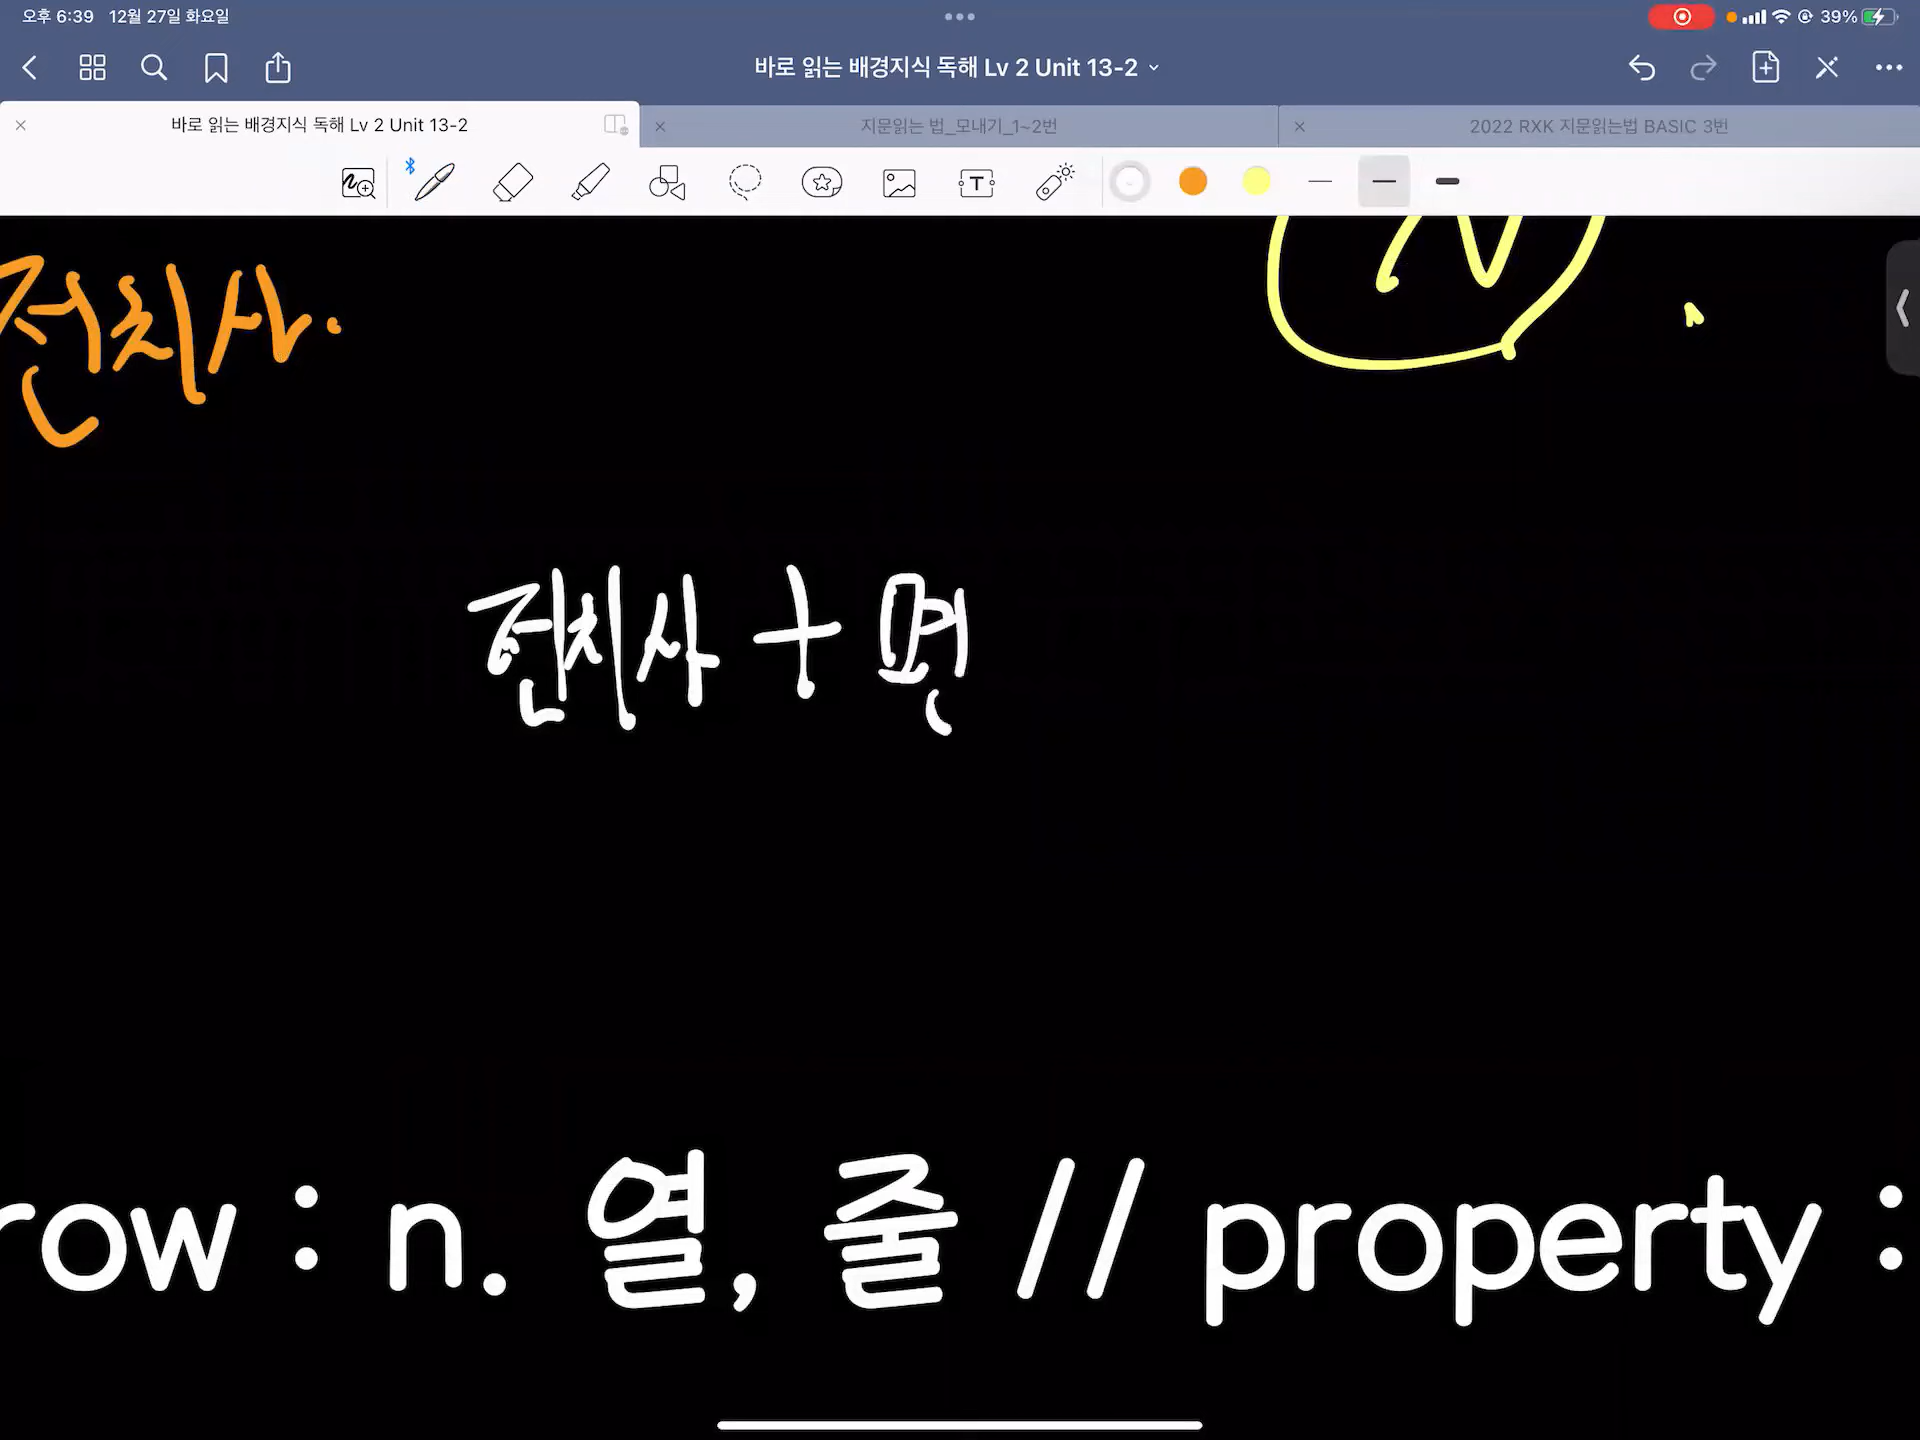 오후 6:39 12월 27일 화요일
39%
바로 읽는 배경지식 독해 Lv 2 Unit 13-2
바로 읽는 배경지식 독해 Lv 2 Unit 13-2
지문읽는 법_모내기_1~2번
2022 RXK 지문읽는법 BASIC 3번
N
전치사.
전치사 + 면
row : n. 열, 줄 // property :